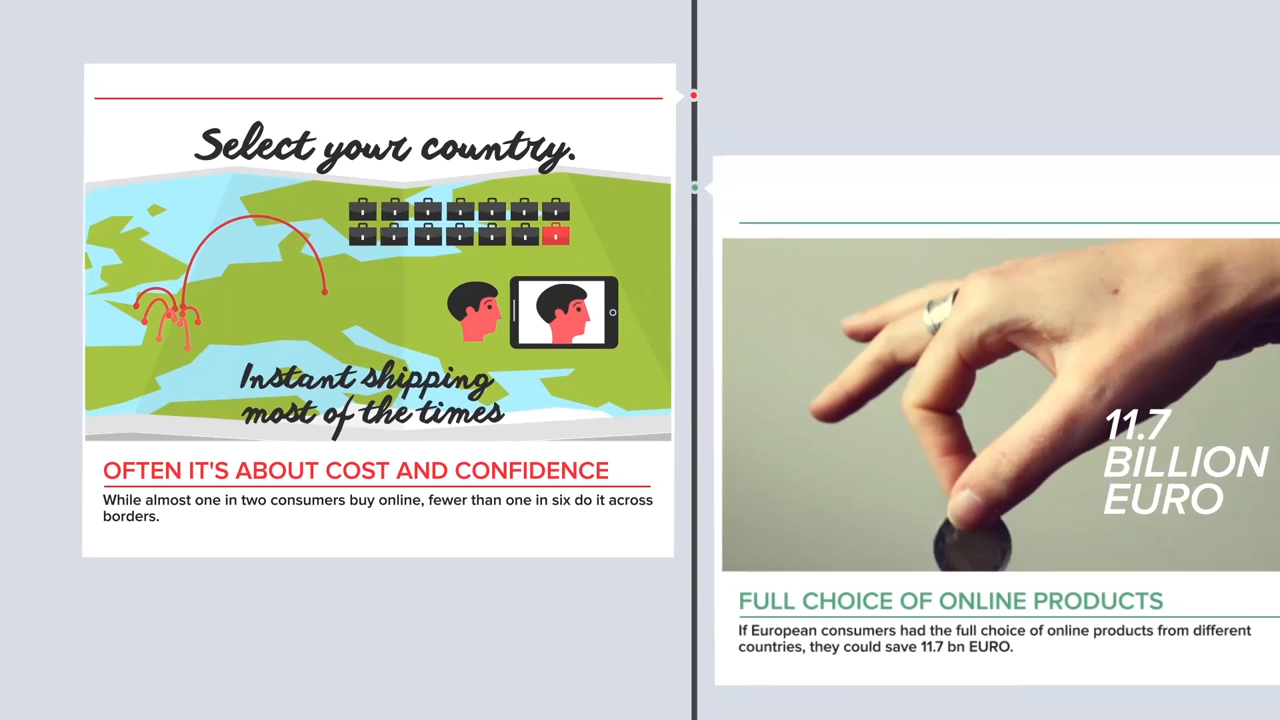 Select your country.
Instant shipping
most of the times
OFTEN IT'S ABOUT COST AND CONFIDENCE
While almost one in two consumers buy online, fewer than one in six do it across
borders.
11.7
BILLION
EURO
FULL CHOICE OF ONLINE PRODUCTS
If European consumers had the full choice of online products from different
countries, they could save 11.7 bn EURO.